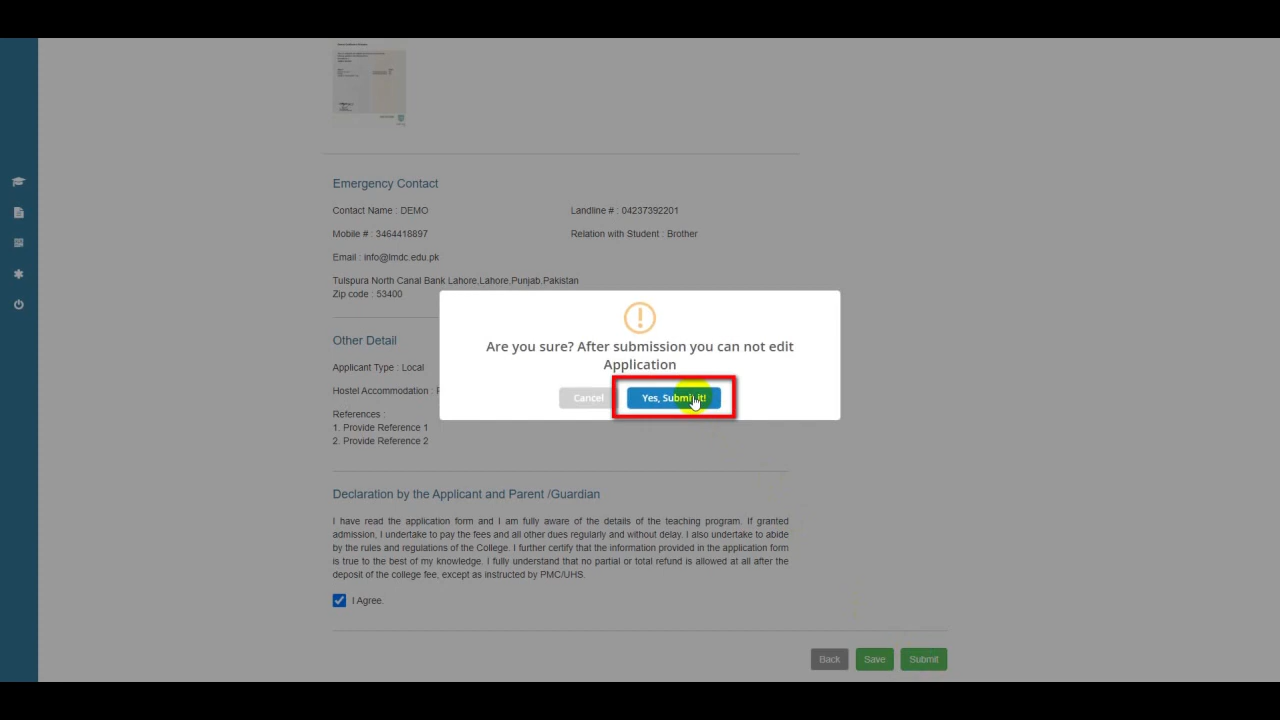 Emergency Contact
Contact Name : DEMO
Landline # : 04237392201
Mobile # : 3464418897
Relation with Student : Brother
Email : info@lmdc.edu.pk
Tulspura North Canal Bank Lahore,Lahore,Punjab,Pakistan
Zip code : 53400
Are you sure? After submission you can not edit
Application
Cancel
Yes, Submit it!
Other Detail
Applicant Type : Local
Hostel Accommodation :
References :
1. Provide Reference 1
2. Provide Reference 2
Declaration by the Applicant and Parent /Guardian
I have read the application form and I am fully aware of the details of the teaching program. If granted
admission, I undertake to pay the fees and all other dues regularly and without delay. I also undertake to abide
by the rules and regulations of the College. I further certify that the information provided in the application form
is true to the best of my knowledge. I fully understand that no partial or total refund is allowed at all after the
deposit of the college fee, except as instructed by PMC/UHS.
I Agree.
Back
Save
Submit